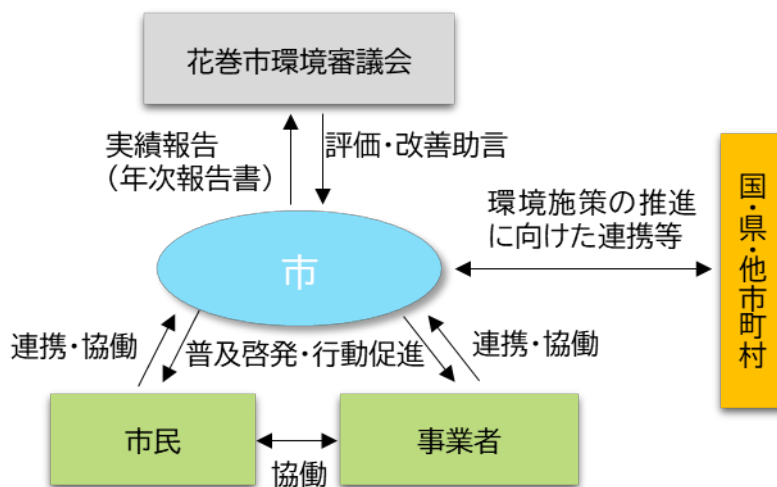 花巻市環境審議会
実績報告
（年次報告書）
評価・改善助言
環境施策の推進
に向けた連携等
国・県・他市町村
市
連携・協働
普及啓発・行動促進
連携・協働
市民
協働
事業者